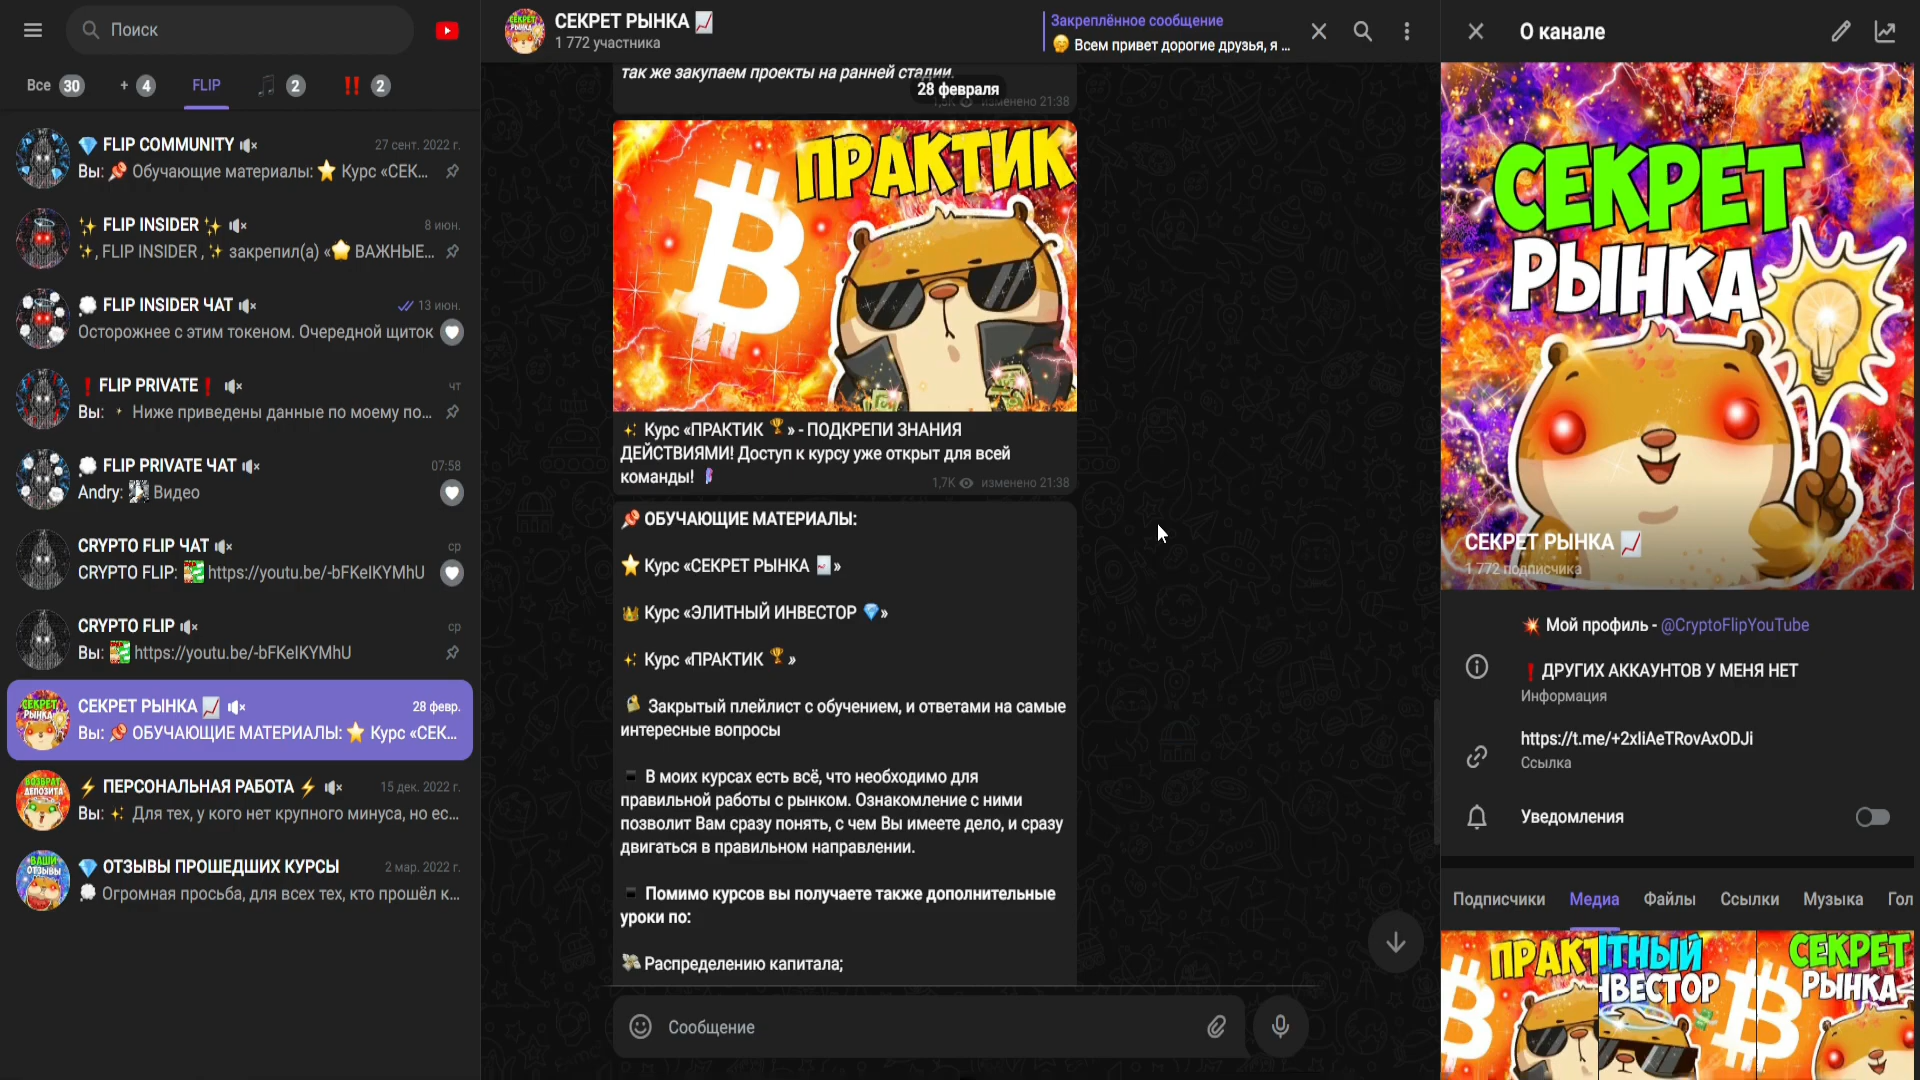 Поиск
Все 30
+ 4
FLIP
2
2
FLIP COMMUNITY
27 сент. 2022 г.
Вы: Обучающие материалы: Курс «СЕК...
FLIP INSIDER
8 июн.
, FLIP INSIDER , закрепил(а) « ВАЖНЫЕ...
FLIP INSIDER ЧАТ
13 июн.
Осторожнее с этим токеном. Очередной щиток
FLIP PRIVATE
чт
Вы: Ниже приведены данные по моему по...
FLIP PRIVATE ЧАТ
07:58
Andry: Видео
CRYPTO FLIP ЧАТ
ср
CRYPTO FLIP: https://youtu.be/-bFKeIKYMhU
CRYPTO FLIP
ср
Вы: https://youtu.be/-bFKeIKYMhU
СЕКРЕТ РЫНКА
28 февр.
Вы: ОБУЧАЮЩИЕ МАТЕРИАЛЫ: Курс «СЕК...
ПЕРСОНАЛЬНАЯ РАБОТА
15 дек. 2022 г.
Вы: Для тех, у кого нет крупного минуса, но ес...
ОТЗЫВЫ ПРОШЕДШИХ КУРСЫ
2 мар. 2022 г.
Огромная просьба, для всех тех, кто прошёл к...
СЕКРЕТ РЫНКА
1 772 участника
Закреплённое сообщение
Всем привет дорогие друзья, я ...
так же закупаем проекты на ранней стадии.
28 февраля
изменено 21:38
ПРАКТИК
Курс «ПРАКТИК » - ПОДКРЕПИ ЗНАНИЯ
ДЕЙСТВИЯМИ! Доступ к курсу уже открыт для всей
команды!
1,7K изменено 21:38
ОБУЧАЮЩИЕ МАТЕРИАЛЫ:
Курс «СЕКРЕТ РЫНКА »
Курс «ЭЛИТНЫЙ ИНВЕСТОР »
Курс «ПРАКТИК »
Закрытый плейлист с обучением, и ответами на самые
интересные вопросы
В моих курсах есть всё, что необходимо для
правильной работы с рынком. Ознакомление с ними
позволит Вам сразу понять, с чем Вы имеете дело, и сразу
двигаться в правильном направлении.
Помимо курсов вы получаете также дополнительные
уроки по:
Распределению капитала;
Сообщение
О канале
СЕКРЕТ
РЫНКА
СЕКРЕТ РЫНКА
1 772 подписчика
Мой профиль - @CryptoFlipYouTube
ДРУГИХ АККАУНТОВ У МЕНЯ НЕТ
Информация
https://t.me/+2xliAeTRovAxODJi
Ссылка
Уведомления
Подписчики Медиа Файлы Ссылки Музыка Гол
ПРАКТ
ІТНЫЙ
НВЕСТОР
СЕКРЕТ
РЫНКА